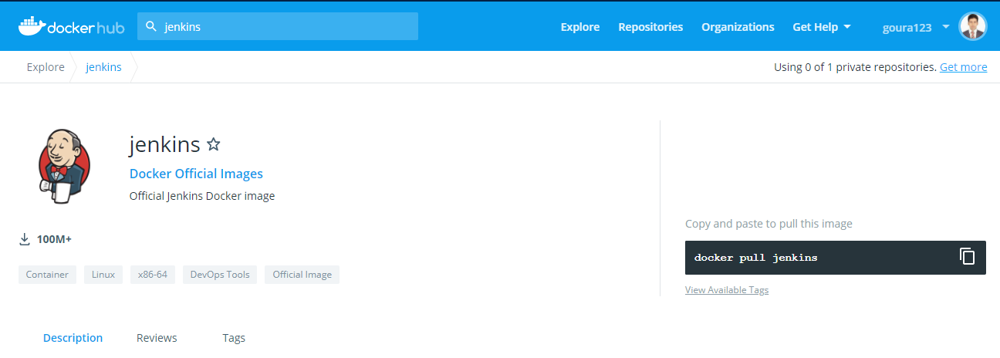 dockerhub jenkins Explore Repositories Organizations Get Help goura123
Explore jenkins Using 0 of 1 private repositories. Get more
jenkins
Docker Official Images
Official Jenkins Docker image
100M+
Container Linux x86-64 DevOps Tools Official Image
Copy and paste to pull this image
docker pull jenkins
View Available Tags
Description Reviews Tags